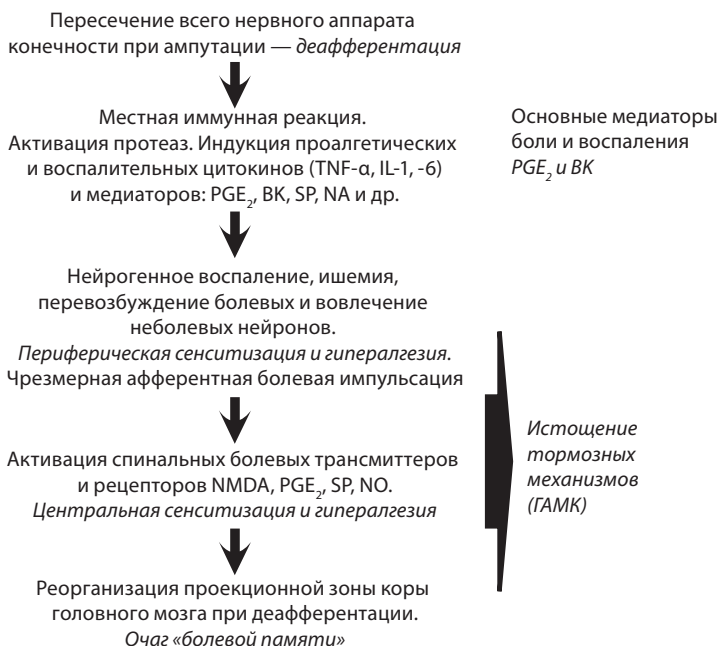 Пересечение всего нервного аппарата
конечности при ампутации — деафферентация
Местная иммунная реакция.
Активация протеаз. Индукция проалгетических
и воспалительных цитокинов (TNF-α, IL-1, -6)
и медиаторов: PGE2, BK, SP, NA и др.
Основные медиаторы
боли и воспаления
PGE2 и BK
Нейрогенное воспаление, ишемия,
перевозбуждение болевых и вовлечение
неболевых нейронов.
Периферическая сенситизация и гипералгезия.
Чрезмерная афферентная болевая импульсация
Активация спинальных болевых трансмиттеров
и рецепторов NMDA, PGE2, SP, NO.
Центральная сенситизация и гипералгезия
Истощение
тормозных
механизмов
(ГАМК)
Реорганизация проекционной зоны коры
головного мозга при деафферентации.
Очаг «болевой памяти»